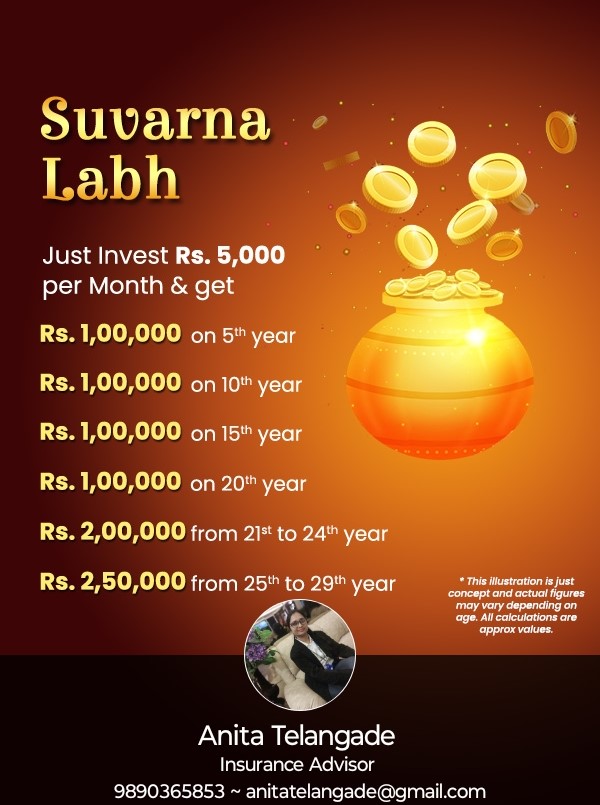 Suvarna
Labh
Just Invest Rs. 5,000
per Month & get
Rs. 1,00,000 on 5th year
Rs. 1,00,000 on 10th year
Rs. 1,00,000 on 15th year
Rs. 1,00,000 on 20th year
Rs. 2,00,000 from 21st to 24th year
Rs. 2,50,000 from 25th to 29th year
* This illustration is just
concept and actual figures
may vary depending on
age. All calculations are
approx values.
Anita Telangade
Insurance Advisor
9890365853 ~ anitatelangade@gmail.com